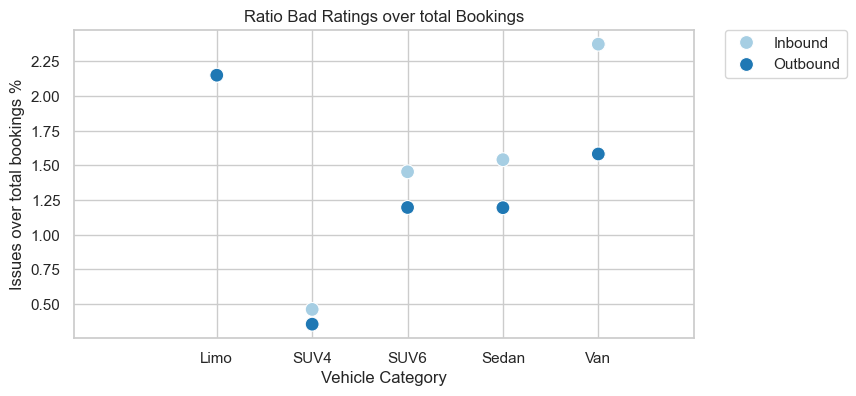 Ratio Bad Ratings over total Bookings
Inbound
Outbound
Issues over total bookings %
2.25
2.00
1.75
1.50
1.25
1.00
0.75
0.50
Limo SUV4 SUV6 Sedan Van
Vehicle Category